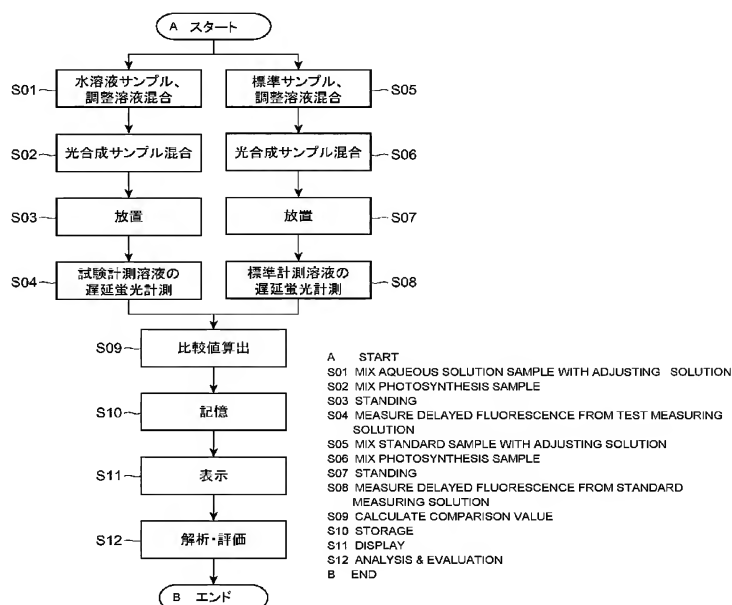 A スタート
S01
水溶液サンプル、
調整溶液混合
標準サンプル、
調整溶液混合
S05
S02
光合成サンプル混合
光合成サンプル混合
S06
S03
放置
放置
S07
S04
試験計測溶液の
遅延蛍光計測
標準計測溶液の
遅延蛍光計測
S08
S09
比較値算出
S10
記憶
S11
表示
S12
解析・評価
B エンド
A START
S01 MIX AQUEOUS SOLUTION SAMPLE WITH ADJUSTING SOLUTION
S02 MIX PHOTOSYNTHESIS SAMPLE
S03 STANDING
S04 MEASURE DELAYED FLUORESCENCE FROM TEST MEASURING
SOLUTION
S05 MIX STANDARD SAMPLE WITH ADJUSTING SOLUTION
S06 MIX PHOTOSYNTHESIS SAMPLE
S07 STANDING
S08 MEASURE DELAYED FLUORESCENCE FROM STANDARD
MEASURING SOLUTION
S09 CALCULATE COMPARISON VALUE
S10 STORAGE
S11 DISPLAY
S12 ANALYSIS & EVALUATION
B END